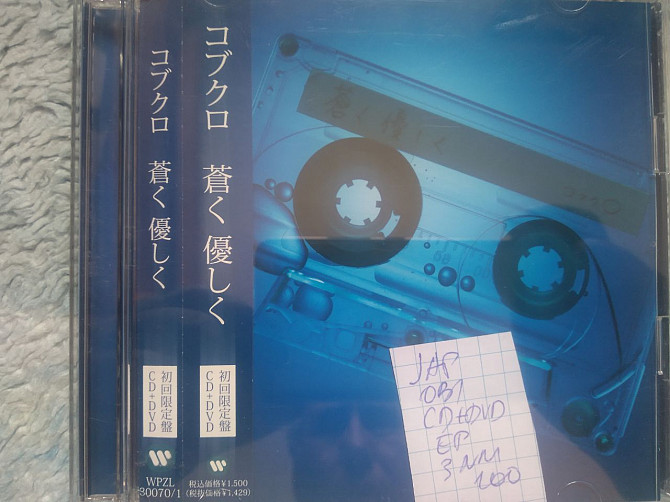 コブクロ 蒼く 優しく
初回限定盤
CD+DVD
WPZL
30070/1
コブクロ 蒼く 優しく
初回限定盤
CD+DVD
税込価格¥1,500
(税抜価格¥1,429)
蒼く優しく
JAP
OBI
CD+DVD
EP
3 NM
200